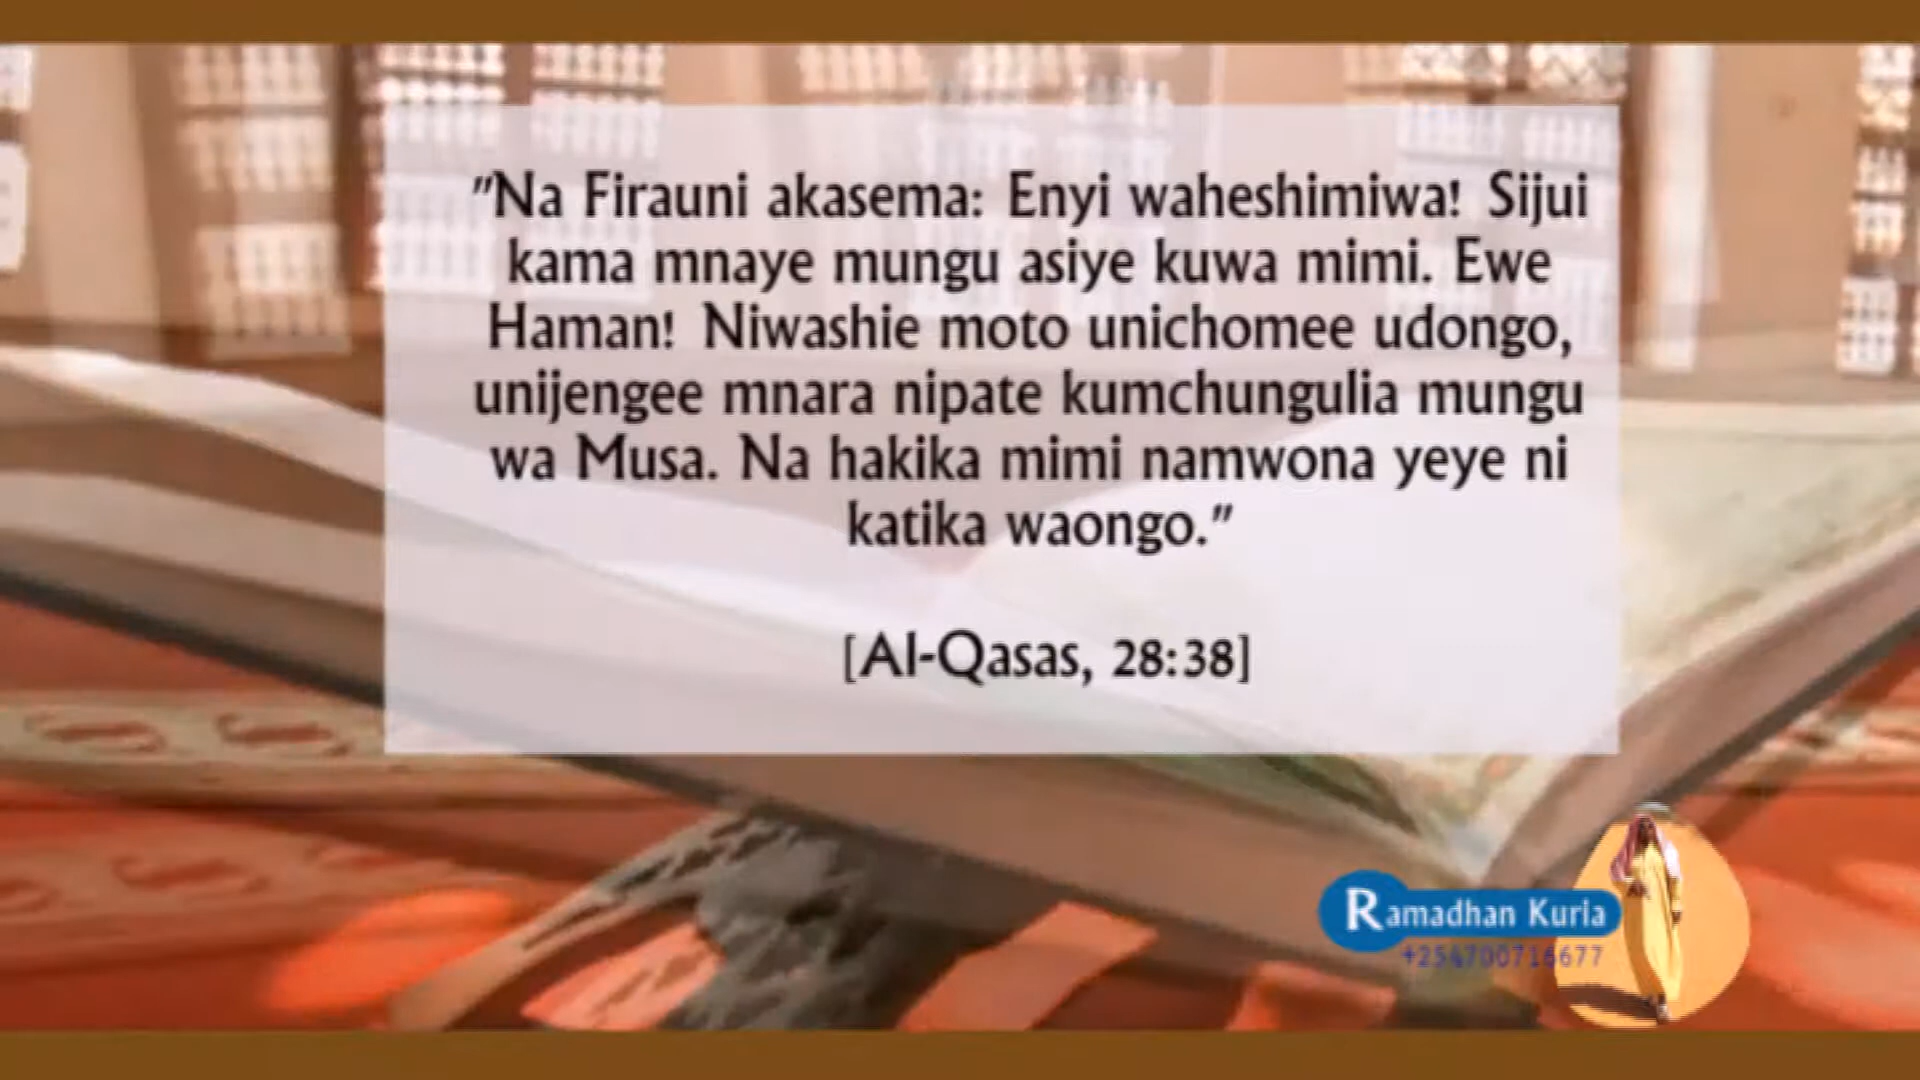 "Na Firauni akasema: Enyi waheshimiwa! Sijui
kama mnaye mungu asiye kuwa mimi. Ewe
Haman! Niwashie moto unichomee udongo,
unijengee mnara nipate kumchungulia mungu
wa Musa. Na hakika mimi namwona yeye ni
katika waongo."
[Al-Qasas, 28:38]
Ramadhan Kuria
+254700716677